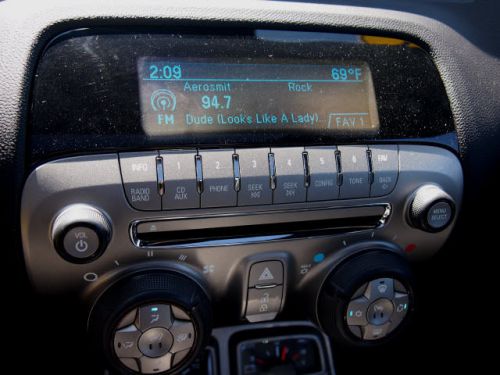 2:09 69°F
Aerosmit Rock
94.7
FM Dude (Looks Like A Lady). FAV 1
INFO 1 2 3 4 5 6 FAV
RADIO BAND CD AUX PHONE SEEK SEEK CONFIG TONE BACK
VOL
MENU SELECT